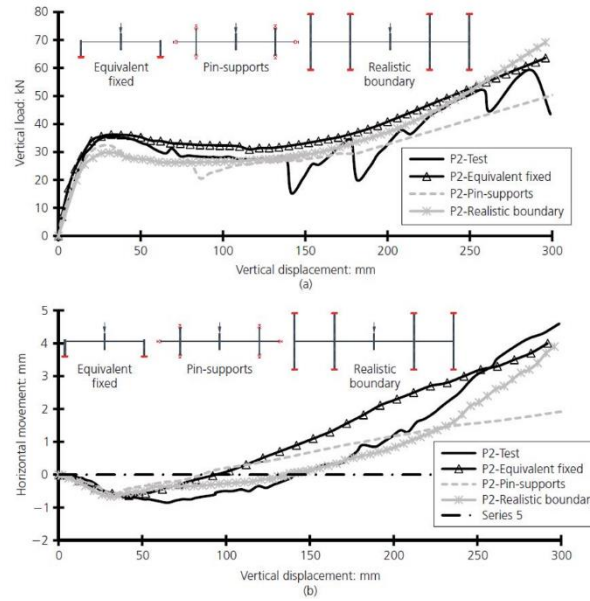 80
70
60
50
40
30
20
10
0
Vertical load: kN
Equivalent
fixed
Pin-supports
Realistic
boundary
P2-Test
P2-Equivalent fixed
P2-Pin-supports
P2-Realistic boundary
0 50 100 150 200 250 300
Vertical displacement: mm
(a)
5
4
3
2
1
0
−1
−2
Horizontal movement: mm
Equivalent
fixed
Pin-supports
Realistic
boundary
P2-Test
P2-Equivalent fixed
P2-Pin-supports
P2-Realistic boundary
Series 5
0 50 100 150 200 250 300
Vertical displacement: mm
(b)